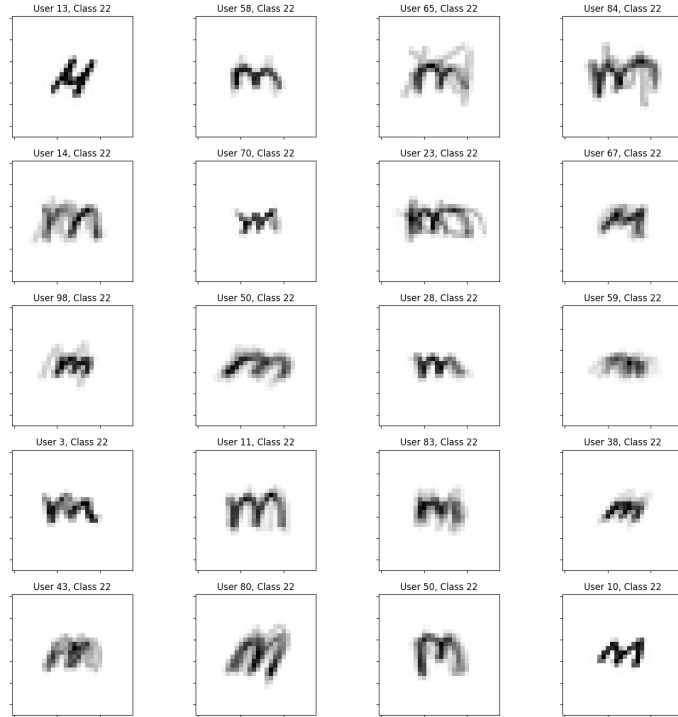 User 13, Class 22 User 58, Class 22 User 65, Class 22 User 84, Class 22
m m m m
User 14, Class 22 User 70, Class 22 User 23, Class 22 User 67, Class 22
m m m m
User 98, Class 22 User 50, Class 22 User 28, Class 22 User 59, Class 22
m m m m
User 3, Class 22 User 11, Class 22 User 83, Class 22 User 38, Class 22
m m m m
User 43, Class 22 User 80, Class 22 User 50, Class 22 User 10, Class 22
m m m m